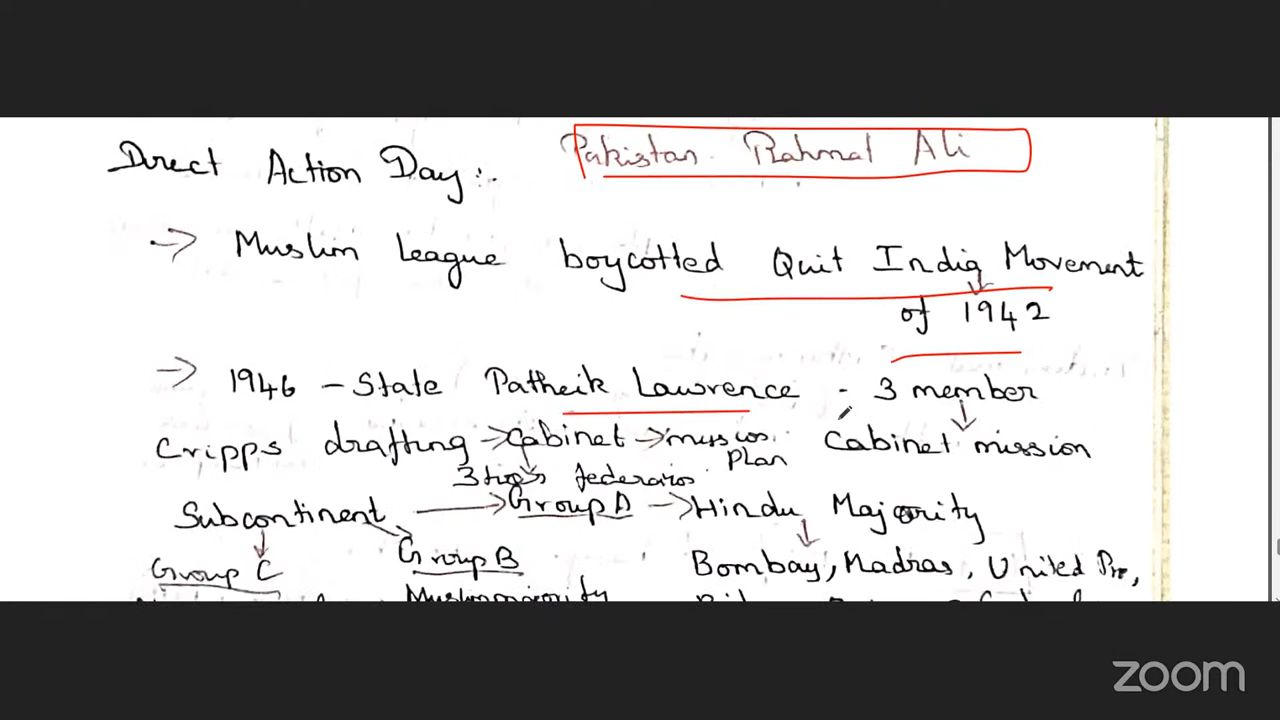 Direct Action Day:-
Pakistan. Rahmat Ali
→ Muslim League boycotted Quit India Movement
of 1942
→ 1946 - State Patheik Lawrence - 3 member
Cripps drafting → Cabinet → mission Cabinet mission
plan
3 federation
Subcontinent → Group A → Hindu Majority
Group C Group B Bombay, Madras, United Pro,
zoom